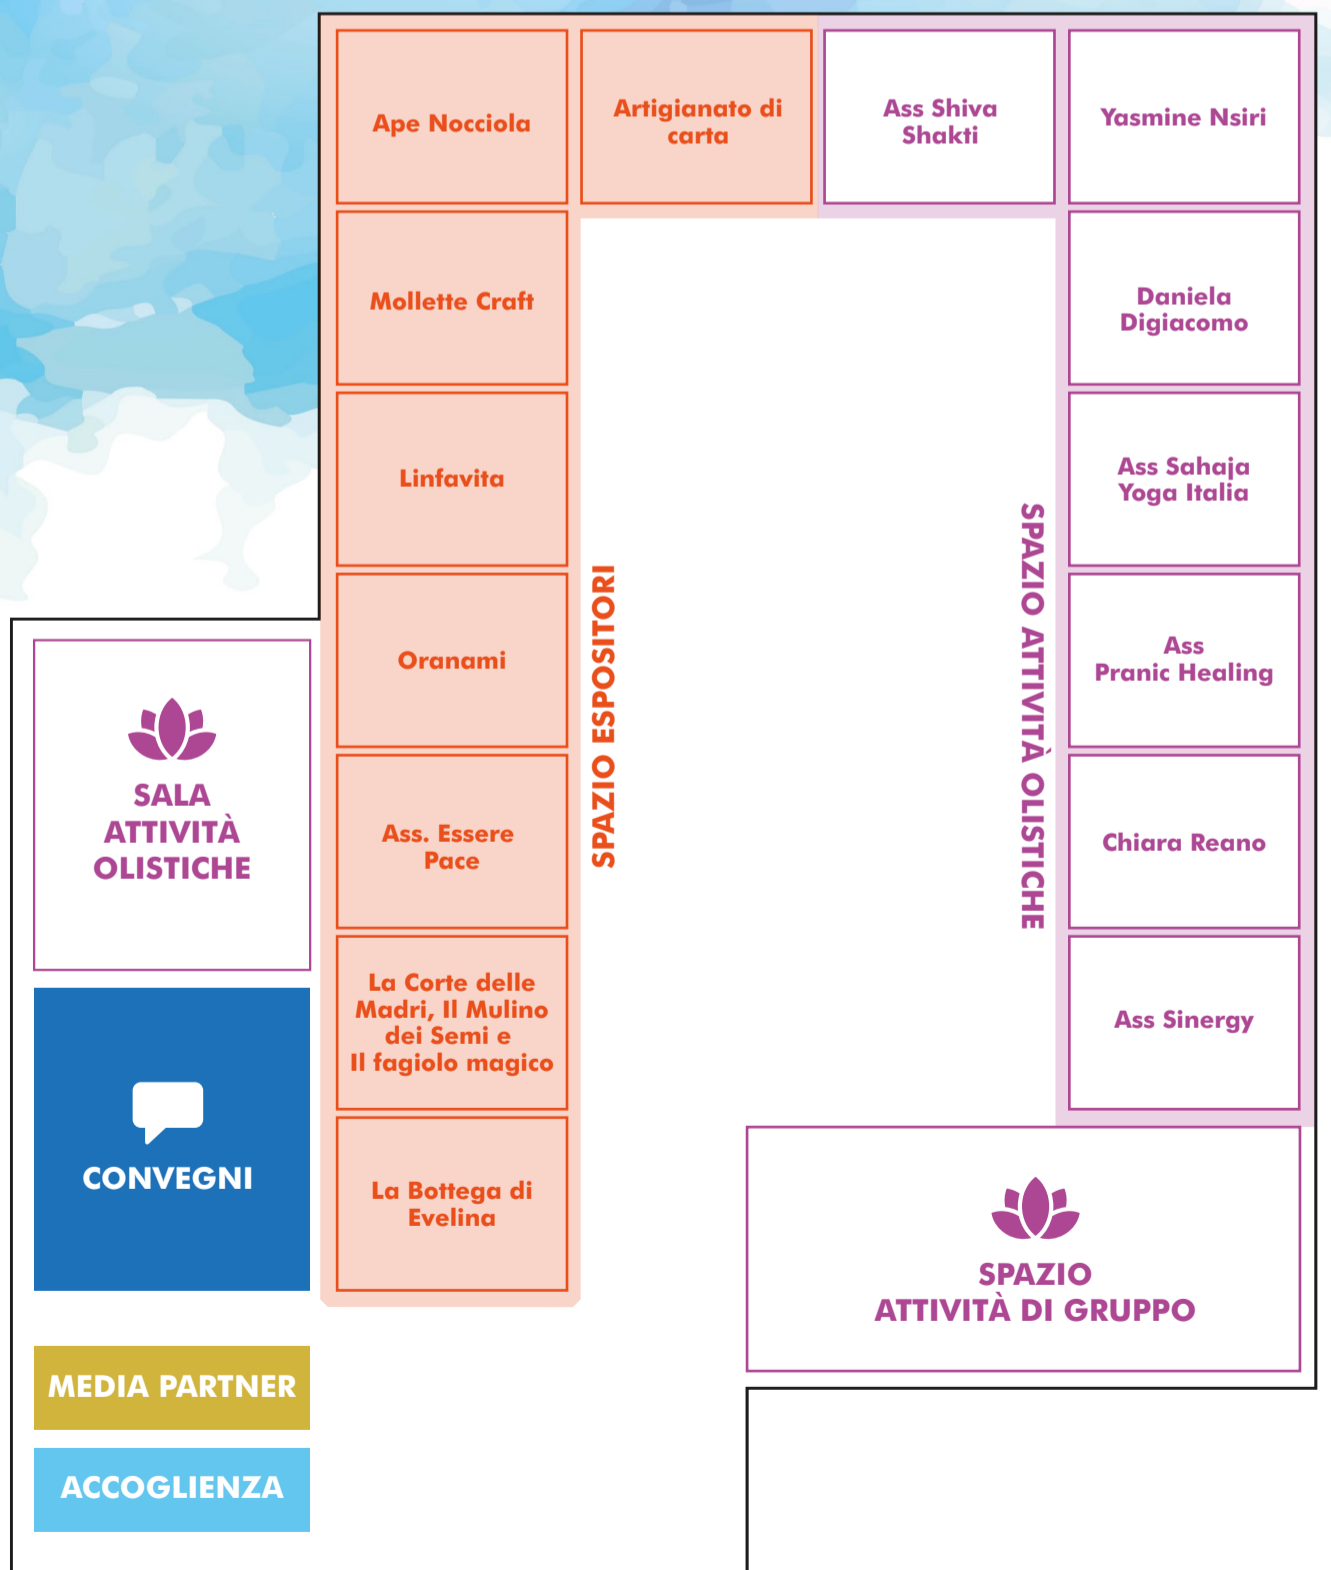 Ape Nocciola
Artigianato di
carta
Ass Shiva
Shakti
Yasmine Nsiri
Mollette Craft
Daniela
Digiacomo
Linfavita
Ass Sahaja
Yoga Italia
Oranami
Ass
Pranic Healing
Ass. Essere
Pace
Chiara Reano
La Corte delle
Madri, Il Mulino
dei Semi e
Il fagiolo magico
Ass Sinergy
La Bottega di
Evelina
SPAZIO ESPOSITORI
SPAZIO ATTIVITÀ OLISTICHE
SALA
ATTIVITÀ
OLISTICHE
CONVEGNI
SPAZIO
ATTIVITÀ DI GRUPPO
MEDIA PARTNER
ACCOGLIENZA